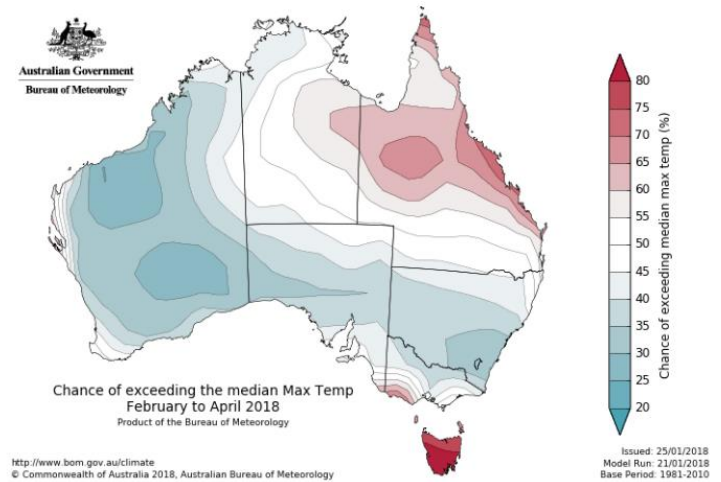 Australian Government
Bureau of Meteorology
80
75
70
65
60
55
50
45
40
35
30
25
20
Chance of exceeding median max temp (%)
Chance of exceeding the median Max Temp
February to April 2018
Product of the Bureau of Meteorology
http://www.bom.gov.au/climate
© Commonwealth of Australia 2018, Australian Bureau of Meteorology
Issued: 25/01/2018
Model Run: 21/01/2018
Base Period: 1981-2010